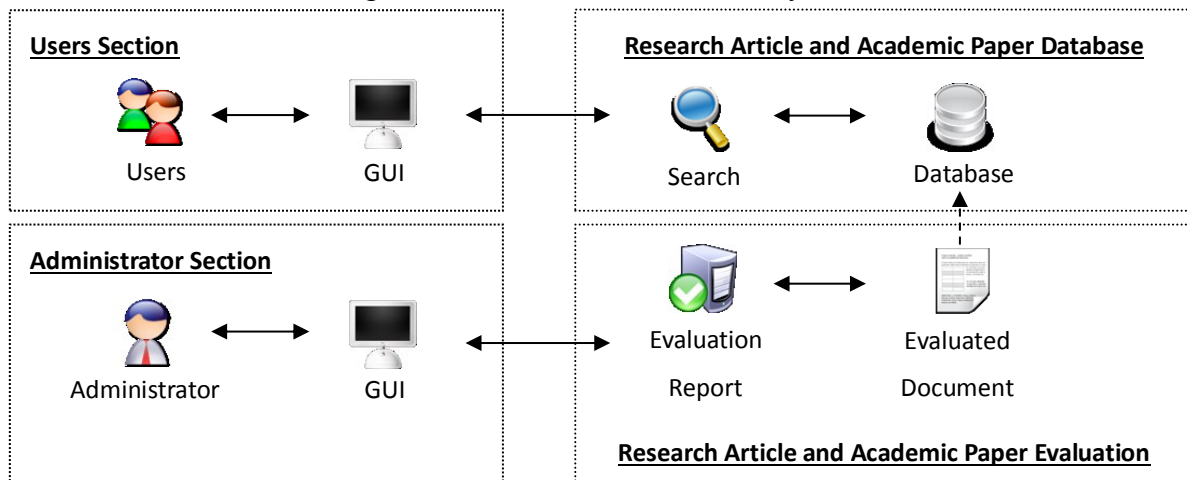 Users Section
Users
GUI
Research Article and Academic Paper Database
Search
Database
Administrator Section
Administrator
GUI
Evaluation
Report
Evaluated
Document
Research Article and Academic Paper Evaluation